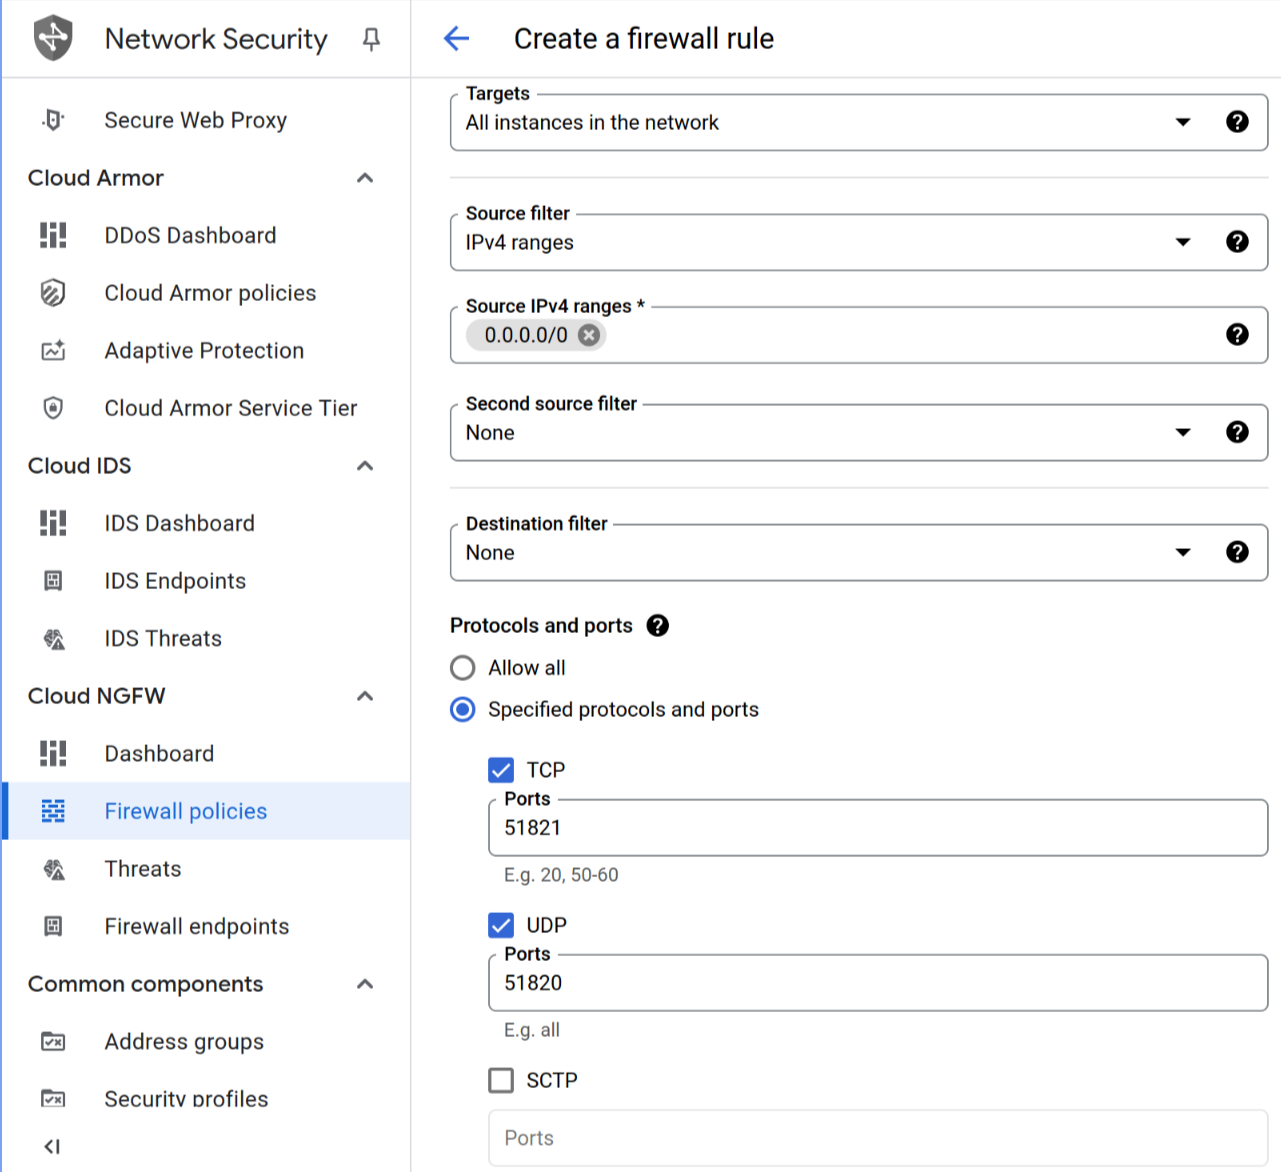 Network Security
Secure Web Proxy
Cloud Armor
DDoS Dashboard
Cloud Armor policies
Adaptive Protection
Cloud Armor Service Tier
Cloud IDS
IDS Dashboard
IDS Endpoints
IDS Threats
Cloud NGFW
Dashboard
Firewall policies
Threats
Firewall endpoints
Common components
Address groups
Security profiles
Create a firewall rule
Targets
All instances in the network
Source filter
IPv4 ranges
Source IPv4 ranges *
0.0.0.0/0
Second source filter
None
Destination filter
None
Protocols and ports
Allow all
Specified protocols and ports
TCP
Ports
51821
E.g. 20, 50-60
UDP
Ports
51820
E.g. all
SCTP
Ports